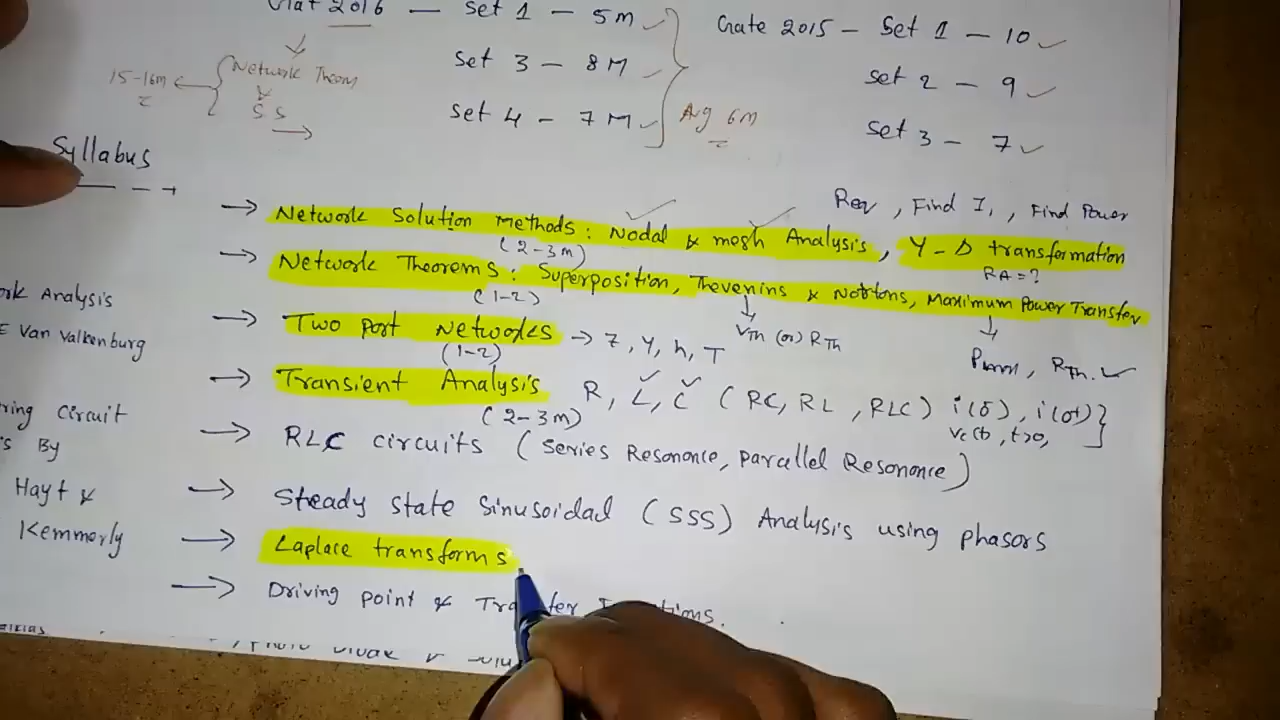 2016 — Set 1 — 5m
Set 3 — 8M
Set 4 — 7M
Avg 6m
Gate 2015 — Set 1 — 10
Set 2 — 9
Set 3 — 7
Network Theory
& SS
15-16m
Syllabus
Req , Find I, , Find Power
→ Network Solution Methods: Nodal & mesh Analysis, Y-Δ transformation
(2-3m)
RA = ?
→ Network Theorems: Superposition, Thevenins & Nortons, Maximum Power Transfer
(1-2)
Vth (or) RTh
Pmax, RTh.
→ Two port Networks → Z, Y, h, T
(1-2)
→ Transient Analysis R, L, C (RC, RL, RLC) i(0-), i(0+)}
(2-3m)
Vc(t), t>0,
→ RLC circuits (Series Resonance, parallel Resonance)
→ Steady state Sinusoidal (SSS) Analysis using phasors
→ Laplace transforms
→ Driving point &
Analysis
Van Valkenburg
Circuit
By
Hayt &
Kemmerly